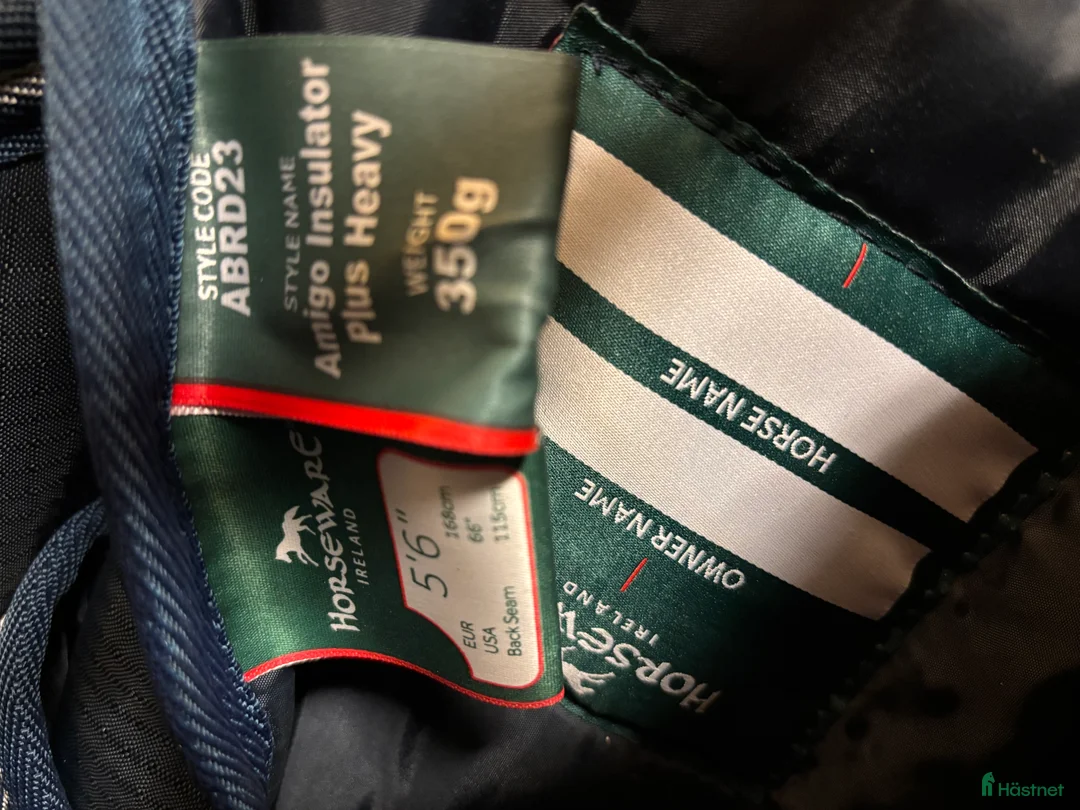 STYLE CODE
ABRD23
STYLE NAME
Amigo Insulator
Plus Heavy
WEIGHT
350g
HORSEWARE
IRELAND
5'6"
EUR 168cm
USA 66"
Back Seam 115cm
HORSE NAME
OWNER NAME
HORSEW
IRELAND
Hästnet